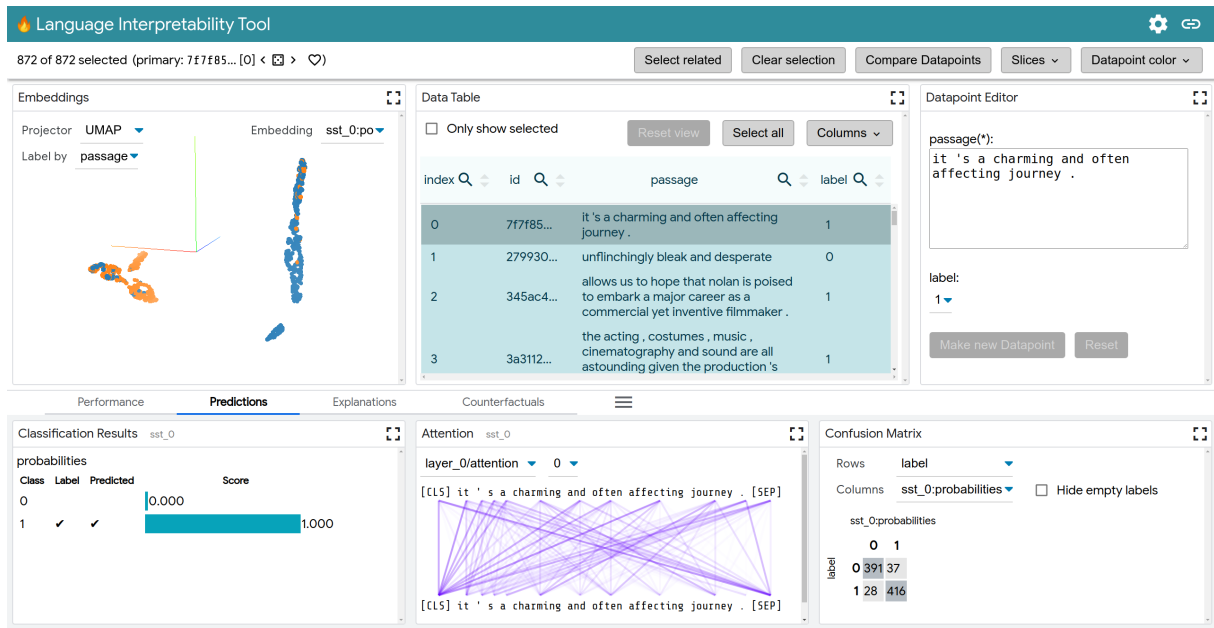 Language Interpretability Tool
872 of 872 selected (primary: 7f7f85... [0] < > )
Select related
Clear selection
Compare Datapoints
Slices
Datapoint color
Embeddings
Projector UMAP
Embedding sst_0:po
Label by passage
Data Table
Only show selected
Reset view
Select all
Columns
index id passage label
0 7f7f85... it 's a charming and often affecting
journey . 1
1 279930... unflinchingly bleak and desperate 0
allows us to hope that nolan is poised
2 345ac4... to embark a major career as a 1
commercial yet inventive filmmaker .
the acting , costumes , music ,
3 3a3112... cinematography and sound are all 1
astounding given the production 's
Datapoint Editor
passage(*):
it 's a charming and often
affecting journey .
label:
1
Make new Datapoint
Reset
Performance
Predictions
Explanations
Counterfactuals
Classification Results sst_0
probabilities
Class Label Predicted Score
0 0.000
1 ✔ ✔ 1.000
Attention sst_0
layer_0/attention 0
[CLS] it ' s a charming and often affecting journey . [SEP]
[CLS] it ' s a charming and often affecting journey . [SEP]
Confusion Matrix
Rows label
Columns sst_0:probabilities
Hide empty labels
sst_0:probabilities
0 1
label
0 391 37
1 28 416